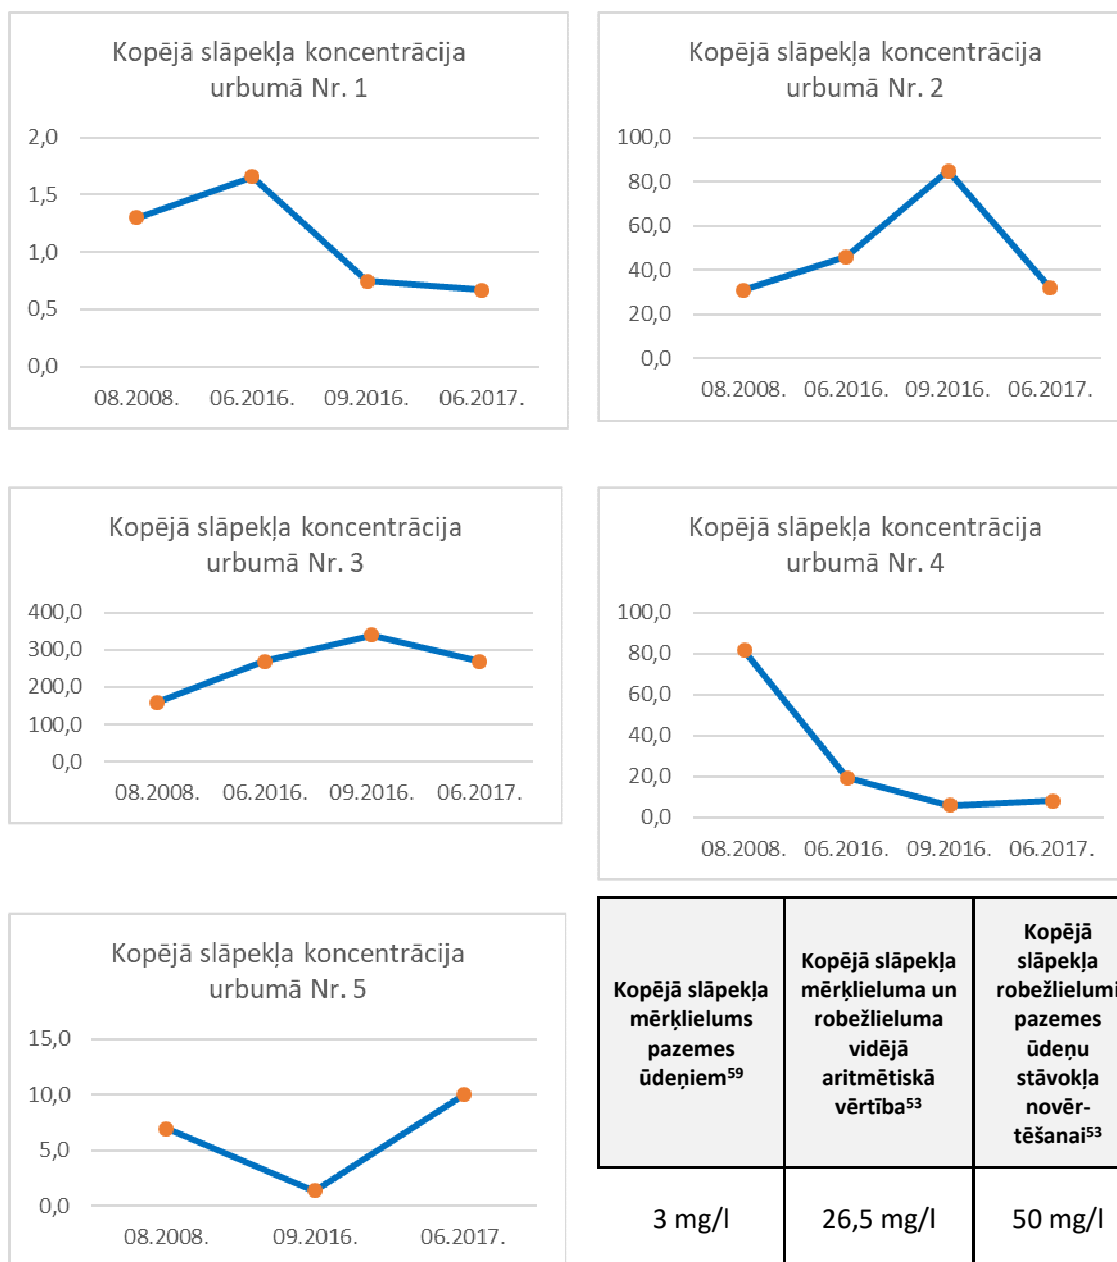 Kopējā slāpekļa koncentrācija
urbumā Nr. 1
2,0
1,5
1,0
0,5
0,0
08.2008. 06.2016. 09.2016. 06.2017.
Kopējā slāpekļa koncentrācija
urbumā Nr. 2
100,0
80,0
60,0
40,0
20,0
0,0
08.2008. 06.2016. 09.2016. 06.2017.
Kopējā slāpekļa koncentrācija
urbumā Nr. 3
400,0
300,0
200,0
100,0
0,0
08.2008. 06.2016. 09.2016. 06.2017.
Kopējā slāpekļa koncentrācija
urbumā Nr. 4
100,0
80,0
60,0
40,0
20,0
0,0
08.2008. 06.2016. 09.2016. 06.2017.
Kopējā slāpekļa koncentrācija
urbumā Nr. 5
15,0
10,0
5,0
0,0
08.2008. 09.2016. 06.2017.
Kopējā slāpekļa
mērķlielums
pazemes
ūdeņiem⁵⁹
Kopējā slāpekļa
mērķlieluma un
robežlieluma
vidējā
aritmētiskā
vērtība⁵³
Kopējā
slāpekļa
robežlielumi
pazemes
ūdeņu
stāvokļa
novēr-
tēšanai⁵³
3 mg/l
26,5 mg/l
50 mg/l